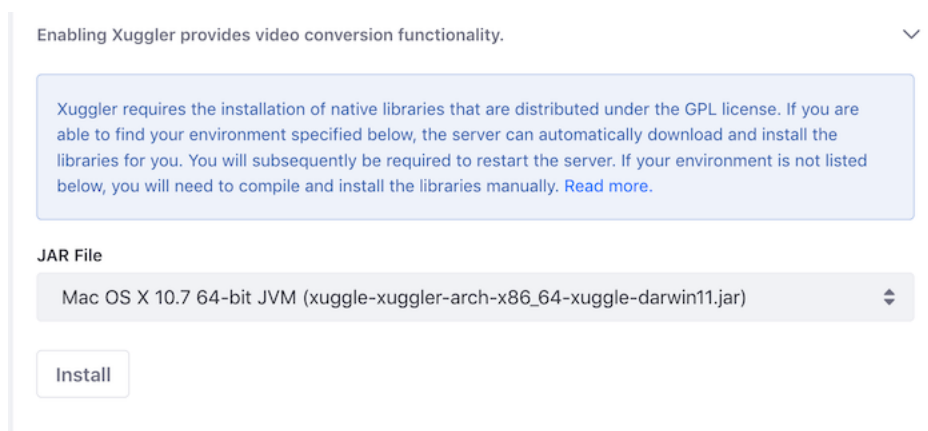 Enabling Xuggler provides video conversion functionality.
Xuggler requires the installation of native libraries that are distributed under the GPL license. If you are
able to find your environment specified below, the server can automatically download and install the
libraries for you. You will subsequently be required to restart the server. If your environment is not listed
below, you will need to compile and install the libraries manually. Read more.
JAR File
Mac OS X 10.7 64-bit JVM (xuggle-xuggler-arch-x86_64-xuggle-darwin11.jar)
Install